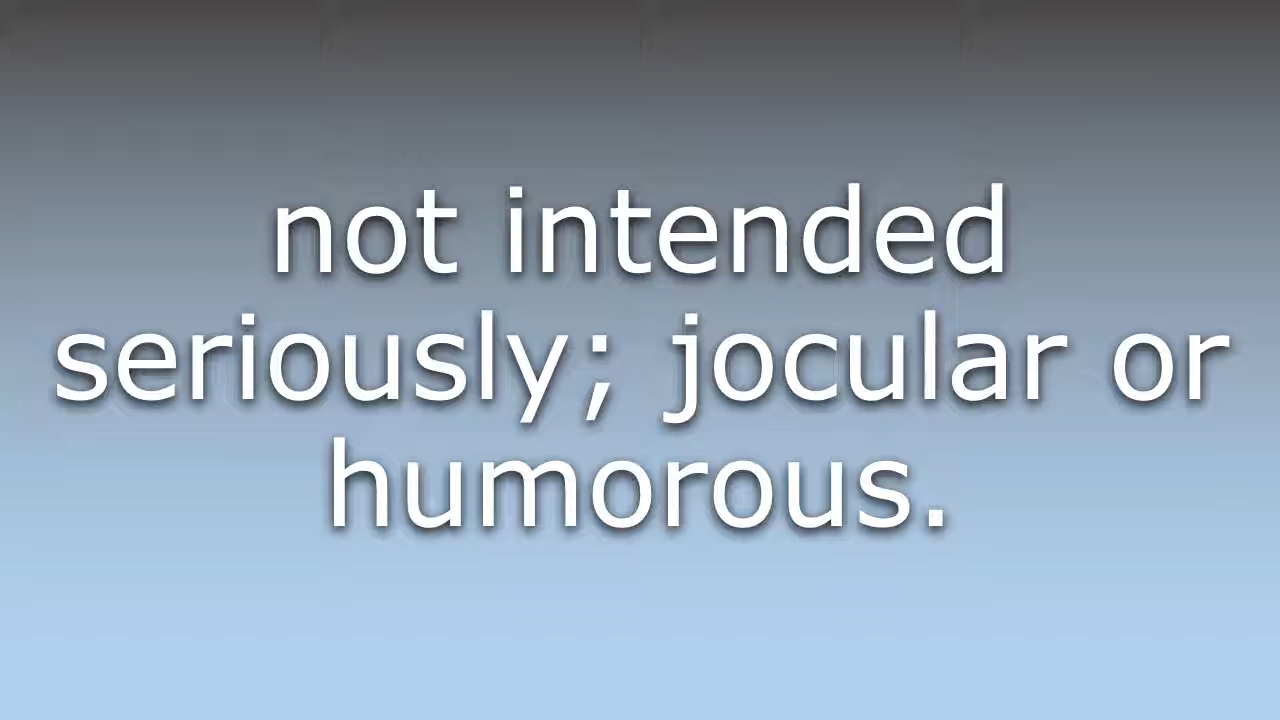 not intended
seriously; jocular or
humorous.